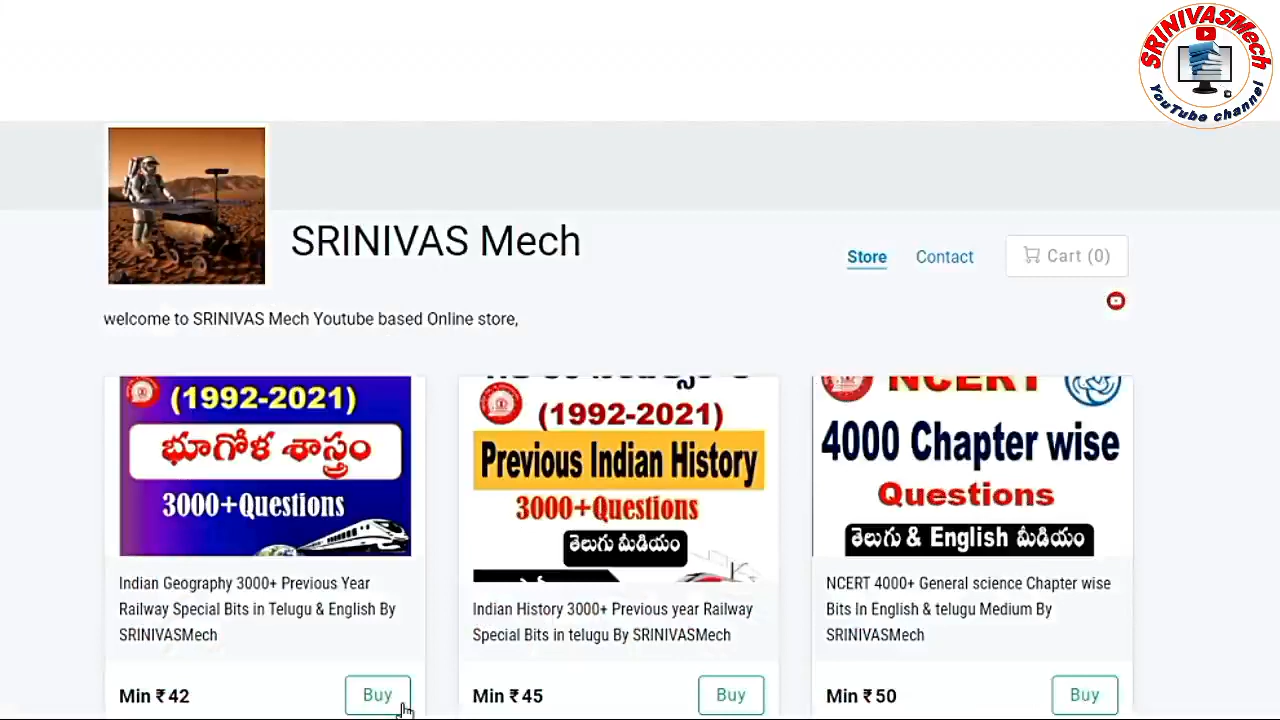 SRINIVASMech
YouTube channel
SRINIVAS Mech
Store
Contact
Cart (0)
welcome to SRINIVAS Mech Youtube based Online store,
(1992-2021)
భూగోళ శాస్త్రం
3000+Questions
Indian Geography 3000+ Previous Year
Railway Special Bits in Telugu & English By
SRINIVASMech
Min ₹ 42
Buy
(1992-2021)
Previous Indian History
3000+Questions
తెలుగు మీడియం
Indian History 3000+ Previous year Railway
Special Bits in telugu By SRINIVASMech
Min ₹ 45
Buy
NCERT
4000 Chapter wise
Questions
తెలుగు & English మీడియం
NCERT 4000+ General science Chapter wise
Bits In English & telugu Medium By
SRINIVASMech
Min ₹ 50
Buy